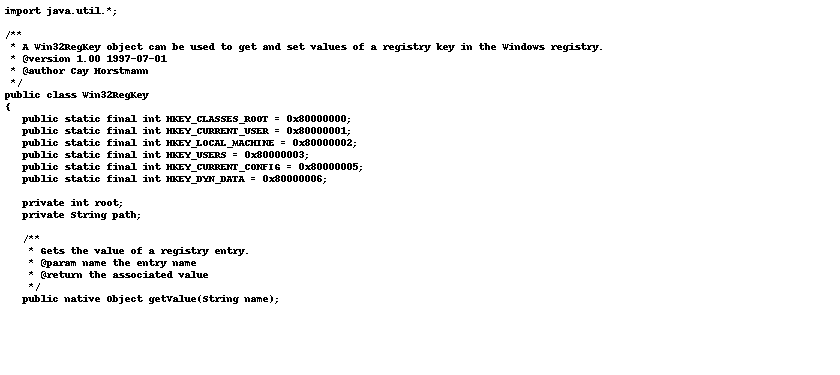 import java.util.*;

/**
 * A Win32RegKey object can be used to get and set values of a registry key in the Windows registry.
 * @version 1.00 1997-07-01
 * @author Cay Horstmann
 */
public class Win32RegKey
{
   public static final int HKEY_CLASSES_ROOT = 0x80000000;
   public static final int HKEY_CURRENT_USER = 0x80000001;
   public static final int HKEY_LOCAL_MACHINE = 0x80000002;
   public static final int HKEY_USERS = 0x80000003;
   public static final int HKEY_CURRENT_CONFIG = 0x80000005;
   public static final int HKEY_DYN_DATA = 0x80000006;

   private int root;
   private String path;

   /**
    * Gets the value of a registry entry.
    * @param name the entry name
    * @return the associated value
    */
   public native Object getValue(String name);